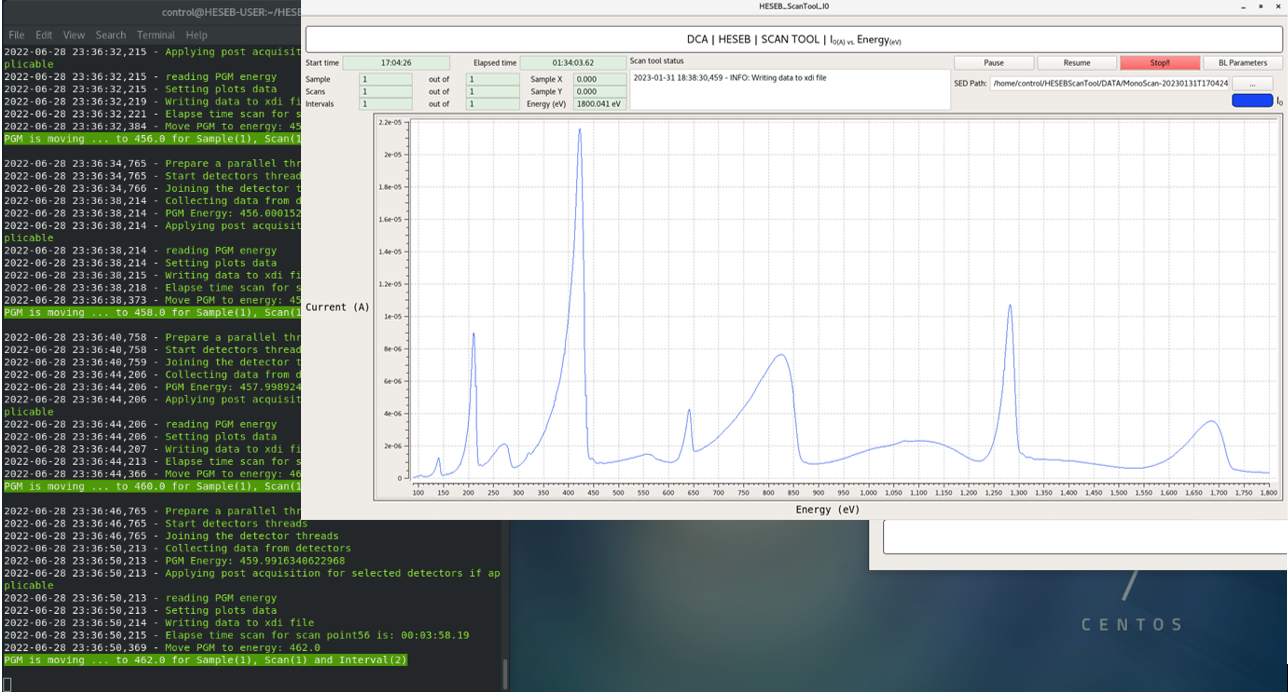 control@HESEB-USER:~/HESE
File Edit View Search Terminal Help
2022-06-28 23:36:32,215 - Applying post acquisit
plicable
2022-06-28 23:36:32,215 - reading PGM energy
2022-06-28 23:36:32,215 - Setting plots data
2022-06-28 23:36:32,219 - Writing data to xdi fi
2022-06-28 23:36:32,221 - Elapse time scan for s
2022-06-28 23:36:32,384 - Move PGM to energy: 45
PGM is moving ... to 456.0 for Sample(1), Scan(1
2022-06-28 23:36:34,765 - Prepare a parallel thr
2022-06-28 23:36:34,765 - Start detectors thread
2022-06-28 23:36:34,766 - Joining the detector t
2022-06-28 23:36:38,214 - Collecting data from d
2022-06-28 23:36:38,214 - PGM Energy: 456.000152
2022-06-28 23:36:38,214 - Applying post acquisit
plicable
2022-06-28 23:36:38,214 - reading PGM energy
2022-06-28 23:36:38,214 - Setting plots data
2022-06-28 23:36:38,215 - Writing data to xdi fi
2022-06-28 23:36:38,218 - Elapse time scan for s
2022-06-28 23:36:38,373 - Move PGM to energy: 45
PGM is moving ... to 458.0 for Sample(1), Scan(1
2022-06-28 23:36:40,758 - Prepare a parallel thr
2022-06-28 23:36:40,758 - Start detectors thread
2022-06-28 23:36:40,759 - Joining the detector t
2022-06-28 23:36:44,206 - Collecting data from d
2022-06-28 23:36:44,206 - PGM Energy: 457.998924
2022-06-28 23:36:44,206 - Applying post acquisit
plicable
2022-06-28 23:36:44,206 - reading PGM energy
2022-06-28 23:36:44,206 - Setting plots data
2022-06-28 23:36:44,207 - Writing data to xdi fi
2022-06-28 23:36:44,213 - Elapse time scan for s
2022-06-28 23:36:44,366 - Move PGM to energy: 46
PGM is moving ... to 460.0 for Sample(1), Scan(1
2022-06-28 23:36:46,765 - Prepare a parallel thr
2022-06-28 23:36:46,765 - Start detectors threads
2022-06-28 23:36:46,765 - Joining the detector threads
2022-06-28 23:36:50,213 - Collecting data from detectors
2022-06-28 23:36:50,213 - PGM Energy: 459.9916340622968
2022-06-28 23:36:50,213 - Applying post acquisition for selected detectors if ap
plicable
2022-06-28 23:36:50,213 - reading PGM energy
2022-06-28 23:36:50,213 - Setting plots data
2022-06-28 23:36:50,214 - Writing data to xdi file
2022-06-28 23:36:50,215 - Elapse time scan for scan point56 is: 00:03:58.19
2022-06-28 23:36:50,369 - Move PGM to energy: 462.0
PGM is moving ... to 462.0 for Sample(1), Scan(1) and Interval(2)
HESEB_ScanTool_I0
DCA | HESEB | SCAN TOOL | I0(A) vs. Energy(eV)
Start time 17:04:26 Elapsed time 01:34:03.62 Scan tool status
Pause Resume Stop!! BL Parameters
Sample 1 out of 1 Sample X 0.000
Scans 1 out of 1 Sample Y 0.000
Intervals 1 out of 1 Energy (eV) 1800.041 eV
2023-01-31 18:38:30,459 - INFO: Writing data to xdi file
SED Path: /home/control/HESEBScanTool/DATA/MonoScan-20230131T170424 ...
I0
2.2e-05
2e-05
1.8e-05
1.6e-05
1.4e-05
1.2e-05
1e-05
8e-06
6e-06
4e-06
2e-06
0
Current (A)
100 150 200 250 300 350 400 450 500 550 600 650 700 750 800 850 900 950 1,000 1,050 1,100 1,150 1,200 1,250 1,300 1,350 1,400 1,450 1,500 1,550 1,600 1,650 1,700 1,750 1,800
Energy (eV)
7
CENTOS